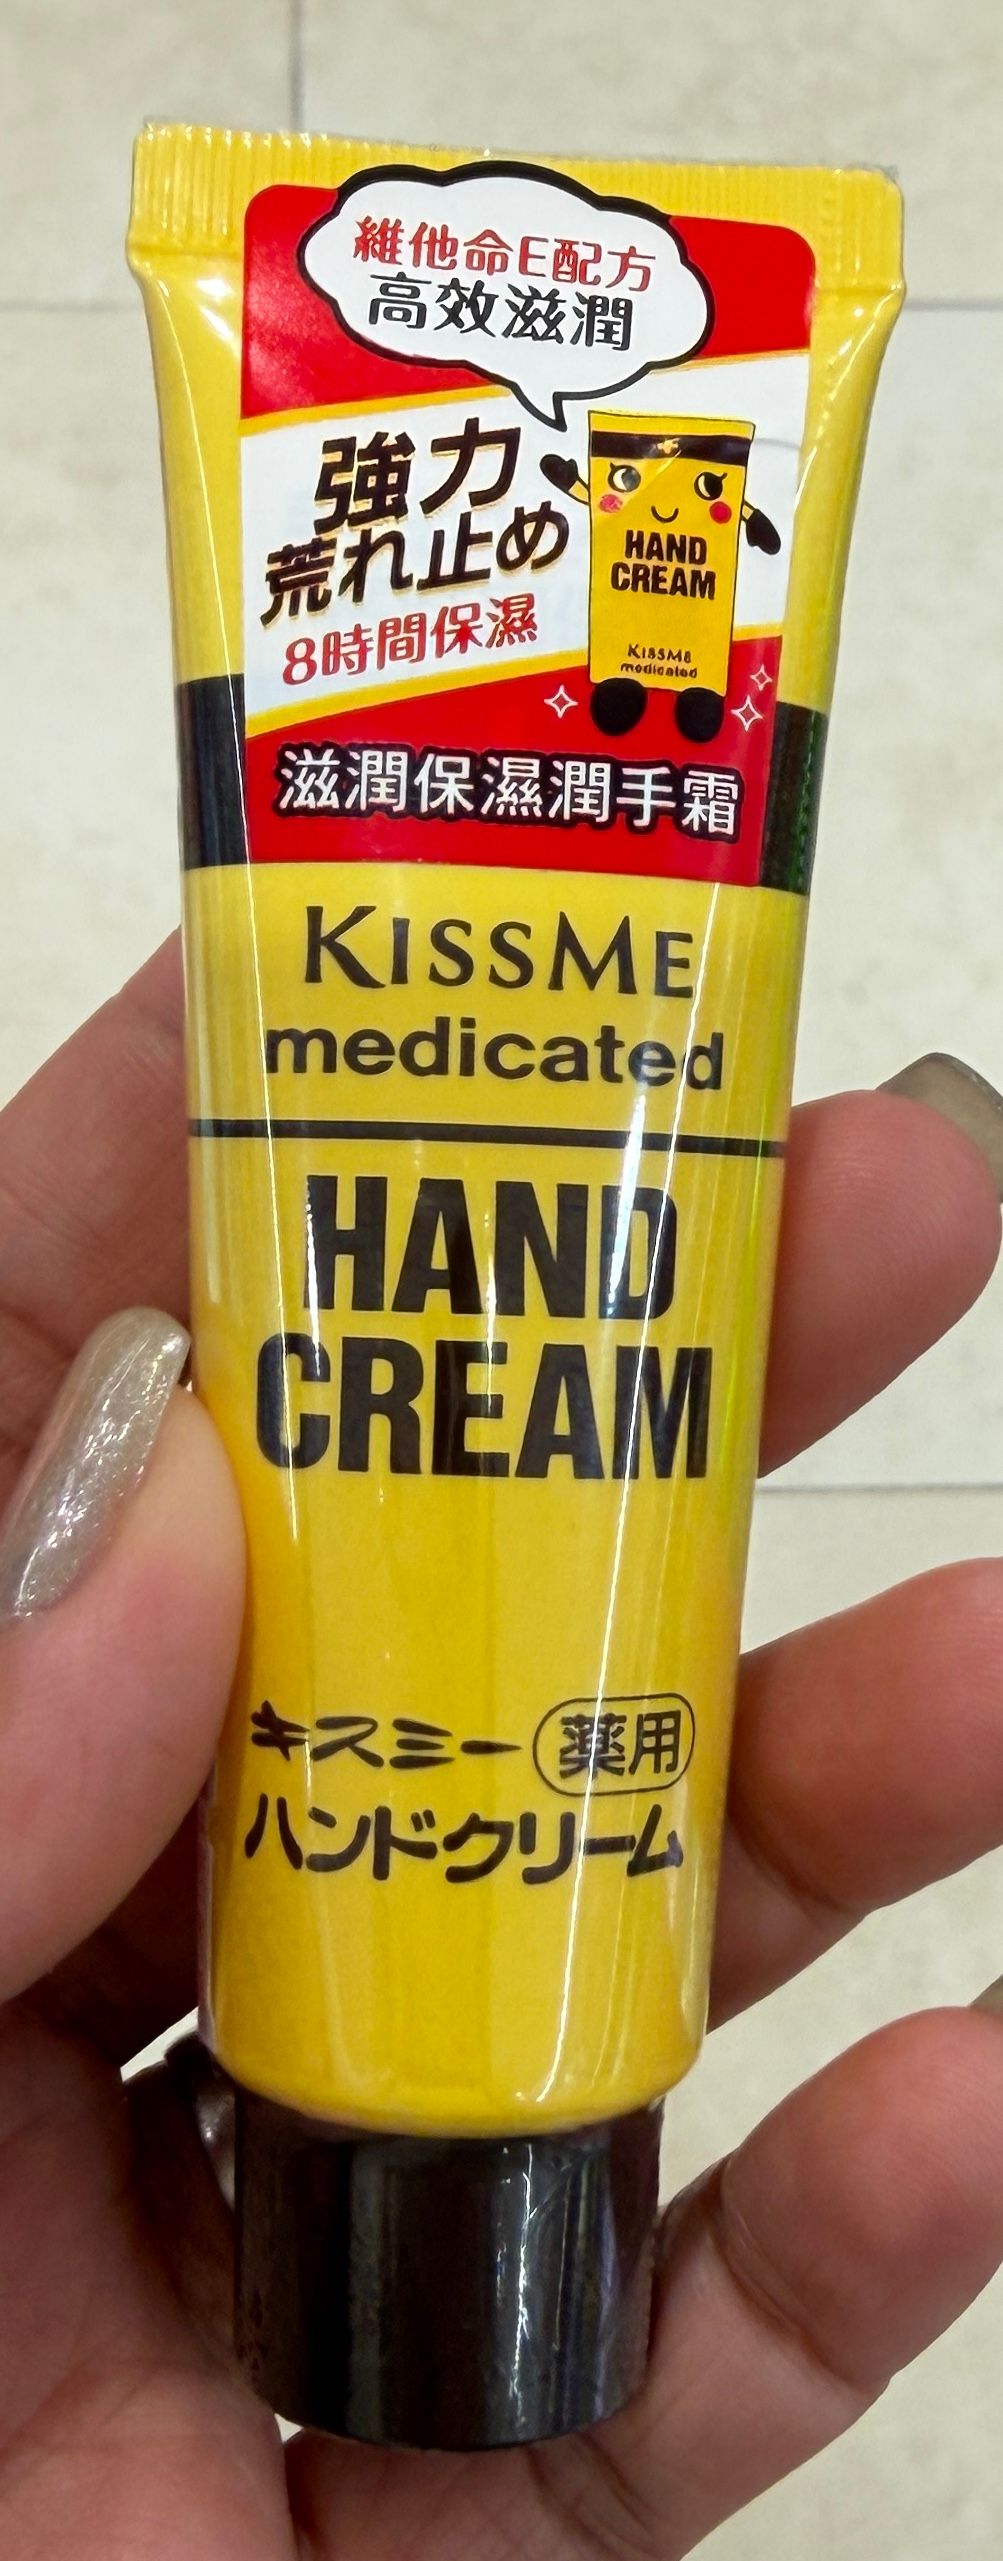 維他命E配方
高效滋潤
強力
荒れ止め
8時間保濕
HAND
CREAM
KISSME
medicated
滋潤保濕潤手霜
KISSME
medicated
HAND
CREAM
キスミー 薬用
ハンドクリーム